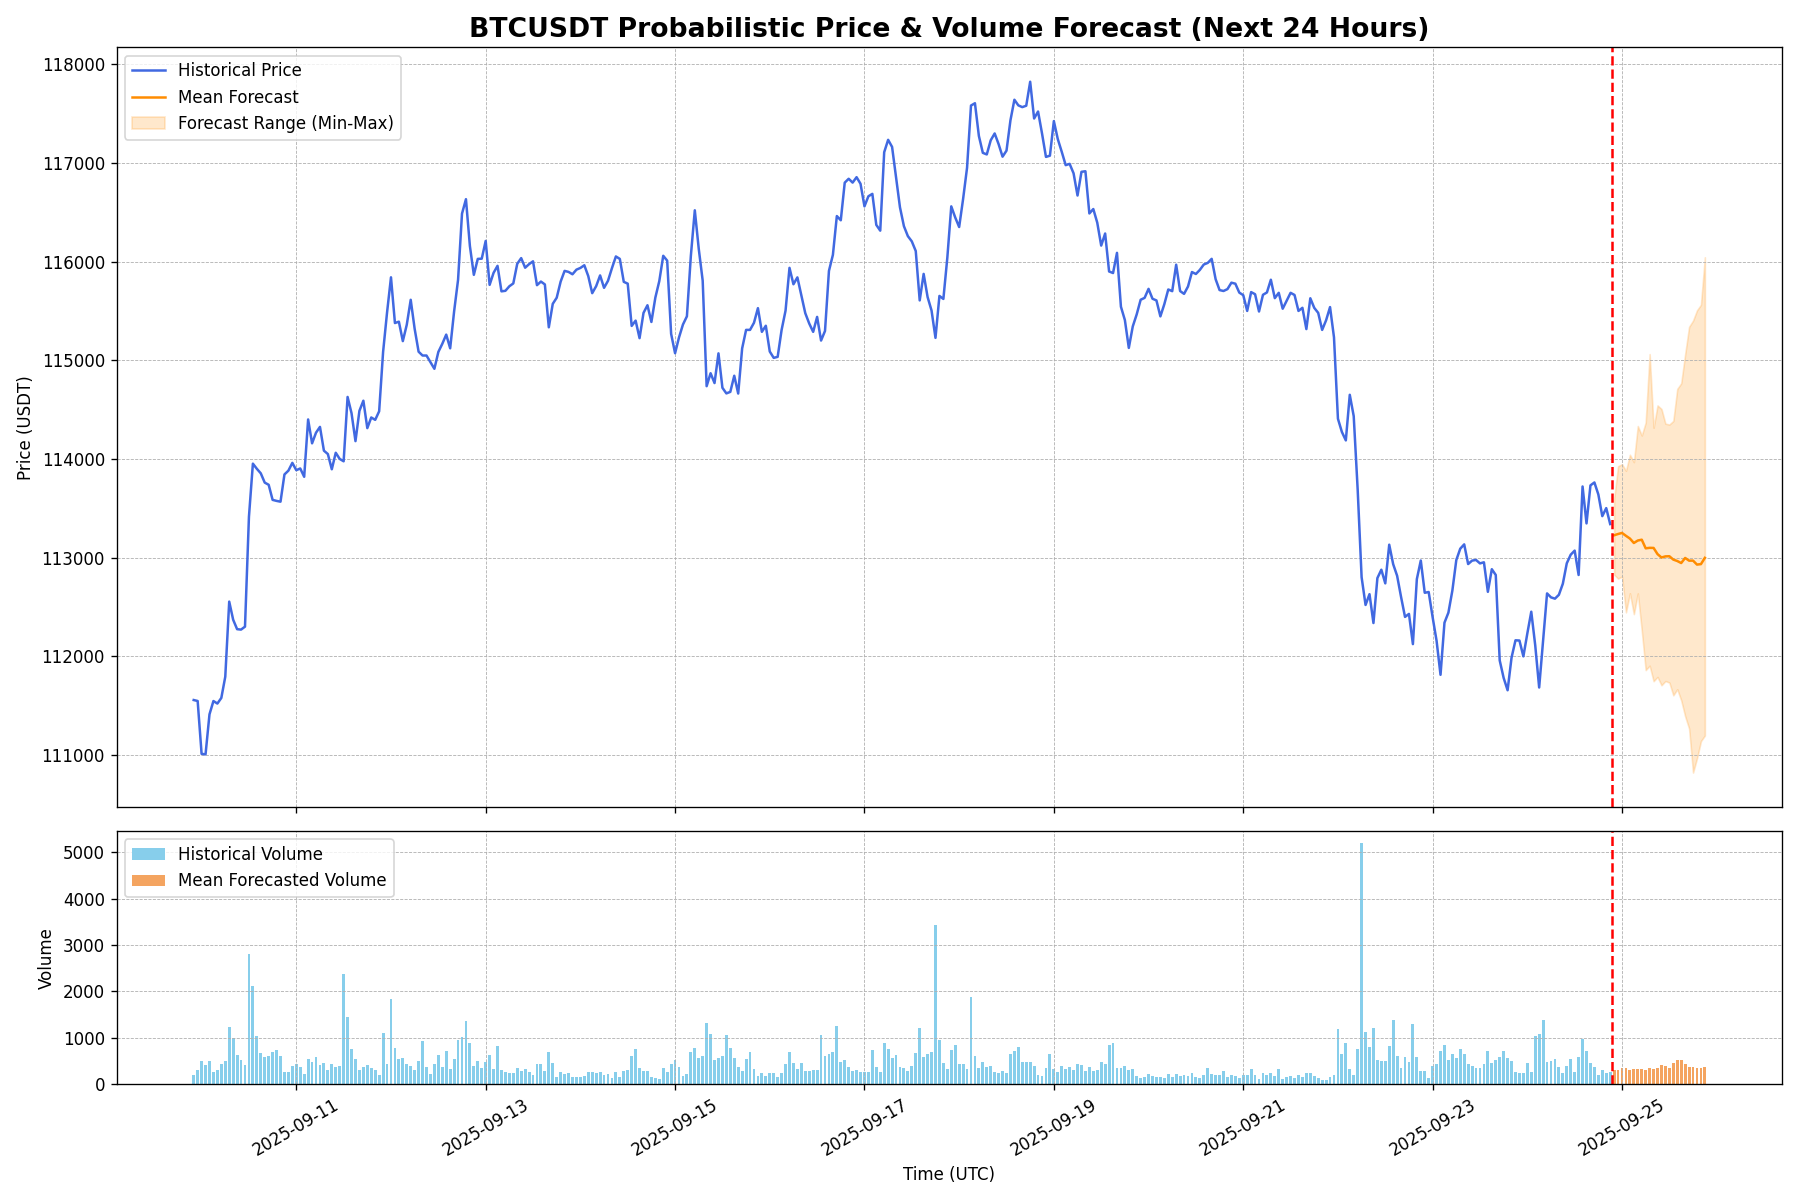 BTCUSDT Probabilistic Price & Volume Forecast (Next 24 Hours)
Historical Price
Mean Forecast
Forecast Range (Min-Max)
Price (USDT)
118000
117000
116000
115000
114000
113000
112000
111000
Historical Volume
Mean Forecasted Volume
Volume
5000
4000
3000
2000
1000
0
2025-09-11
2025-09-13
2025-09-15
2025-09-17
2025-09-19
2025-09-21
2025-09-23
2025-09-25
Time (UTC)